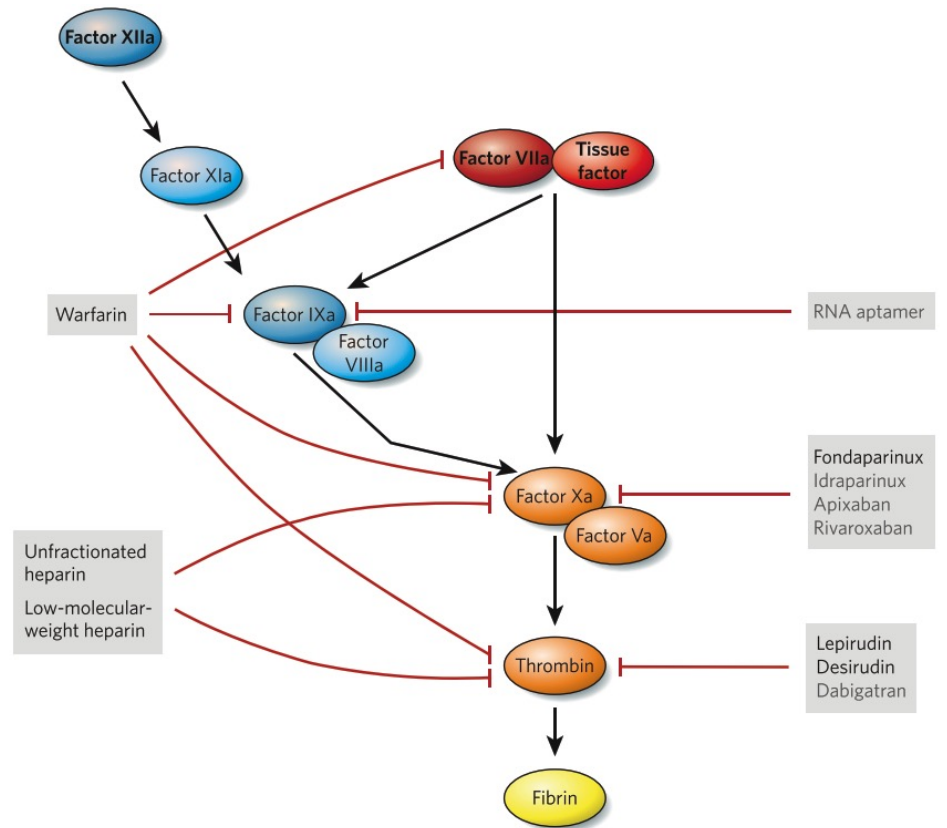 Factor XIIa
Factor XIa
Factor VIIa
Tissue
factor
Warfarin
Factor IXa
Factor
VIIIa
RNA aptamer
Factor Xa
Factor Va
Fondaparinux
Idraparinux
Apixaban
Rivaroxaban
Unfractionated
heparin
Low-molecular-
weight heparin
Thrombin
Lepirudin
Desirudin
Dabigatran
Fibrin